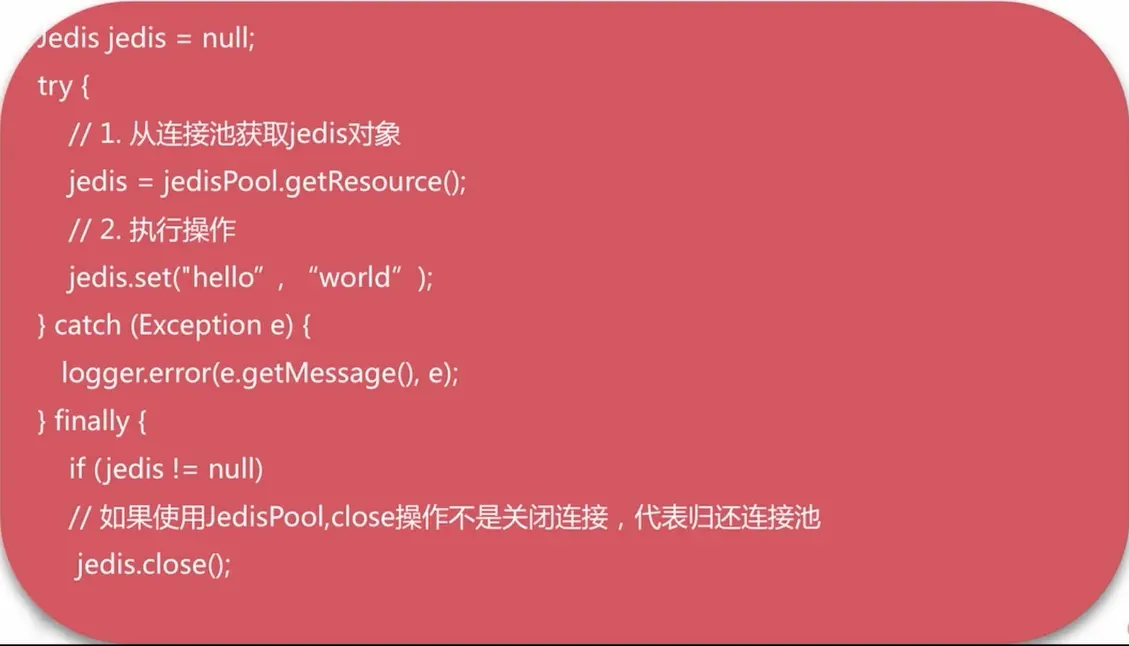 Jedis jedis = null;
try {
// 1. 从连接池获取jedis对象
jedis = jedisPool.getResource();
// 2. 执行操作
jedis.set("hello”, “world“);
} catch (Exception e) {
logger.error(e.getMessage(), e);
} finally {
if (jedis != null)
// 如果使用JedisPool,close操作不是关闭连接，代表归还连接池
jedis.close();